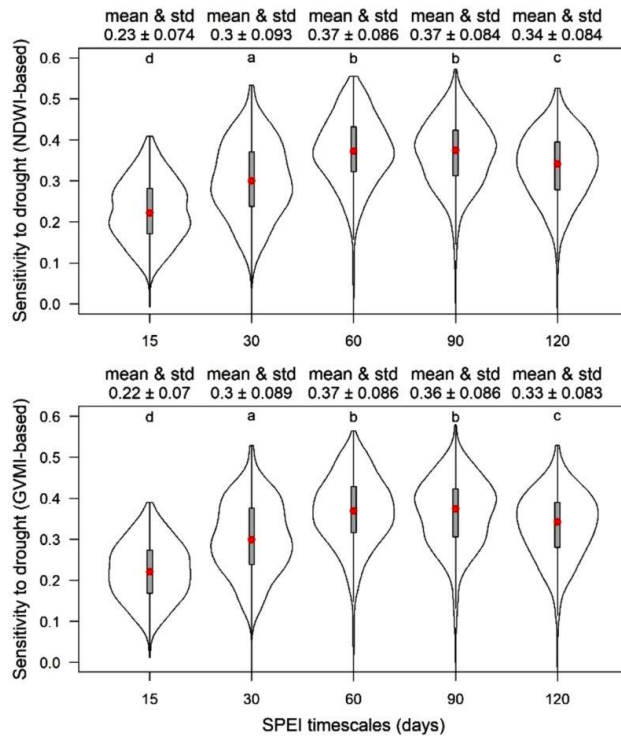 mean & std mean & std mean & std mean & std mean & std
0.23 ± 0.074 0.3 ± 0.093 0.37 ± 0.086 0.37 ± 0.084 0.34 ± 0.084
d a b b c
Sensitivity to drought (NDWI-based)
0.6
0.5
0.4
0.3
0.2
0.1
0.0
15 30 60 90 120
mean & std mean & std mean & std mean & std mean & std
0.22 ± 0.07 0.3 ± 0.089 0.37 ± 0.086 0.36 ± 0.086 0.33 ± 0.083
d a b b c
Sensitivity to drought (GVMI-based)
0.6
0.5
0.4
0.3
0.2
0.1
0.0
15 30 60 90 120
SPEI timescales (days)